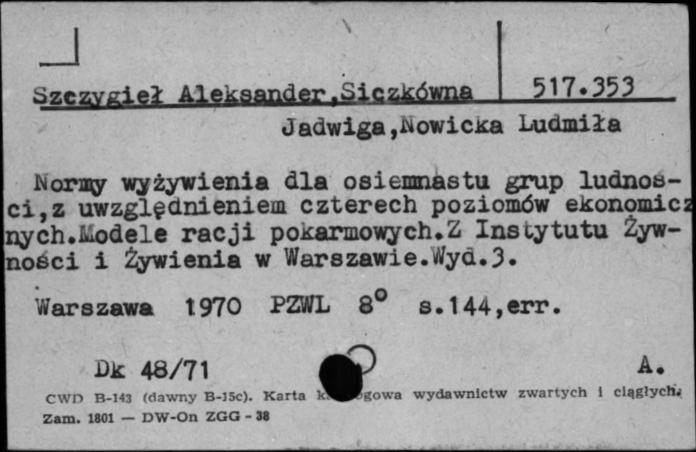 Szczygieł Aleksander,Siczkówna 517.353
Jadwiga,Nowicka Ludmiła
Normy wyżywienia dla osiemnastu grup ludnoś-
ci,z uwzględnieniem czterech poziomów ekonomicz
nych.Modele racji pokarmowych.Z Instytutu Żyw-
ności i Żywienia w Warszawie.Wyd.3.
Warszawa 1970 PZWL 8° s.144,err.
Dk 48/71 A.
CWD B-143 (dawny B-15c). Karta wydawnictw zwartych i ciągłych.
Zam. 1801 — DW-On ZGG - 38